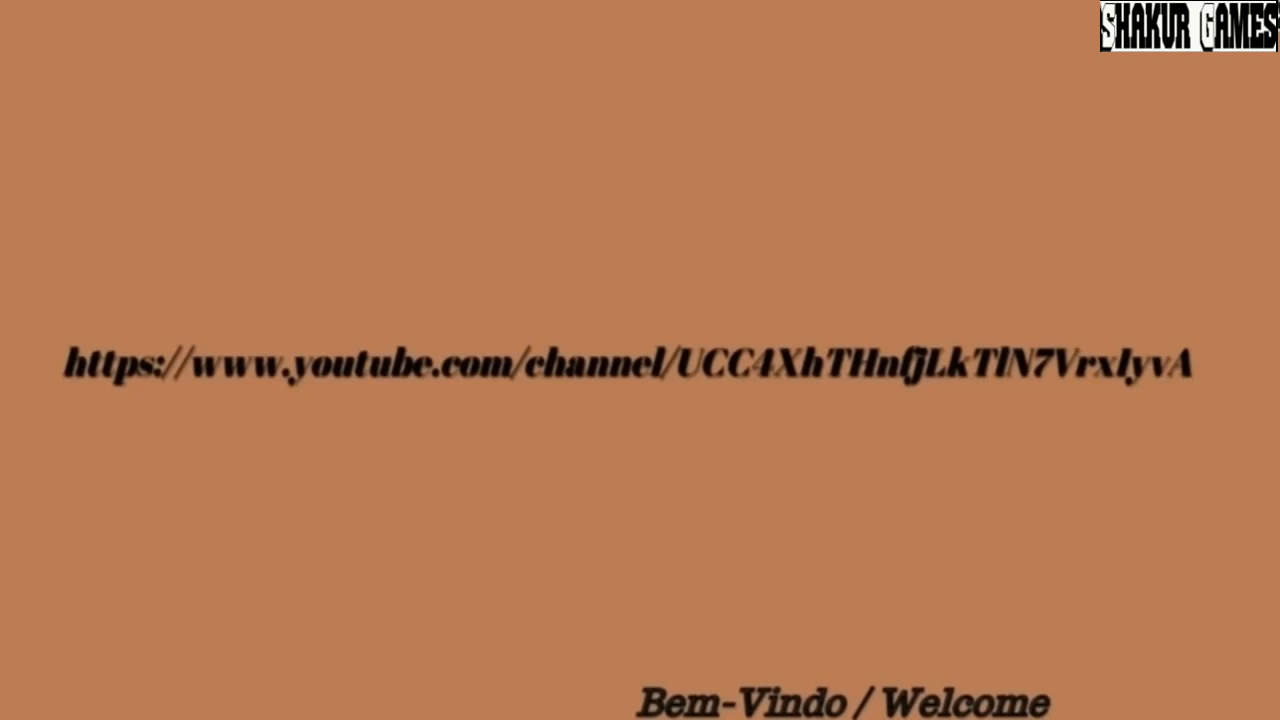 SHAKUR GAMES
https://www.youtube.com/channel/UCC4XhTHnfjLkTlN7VrxIyvA
Bem-Vindo / Welcome